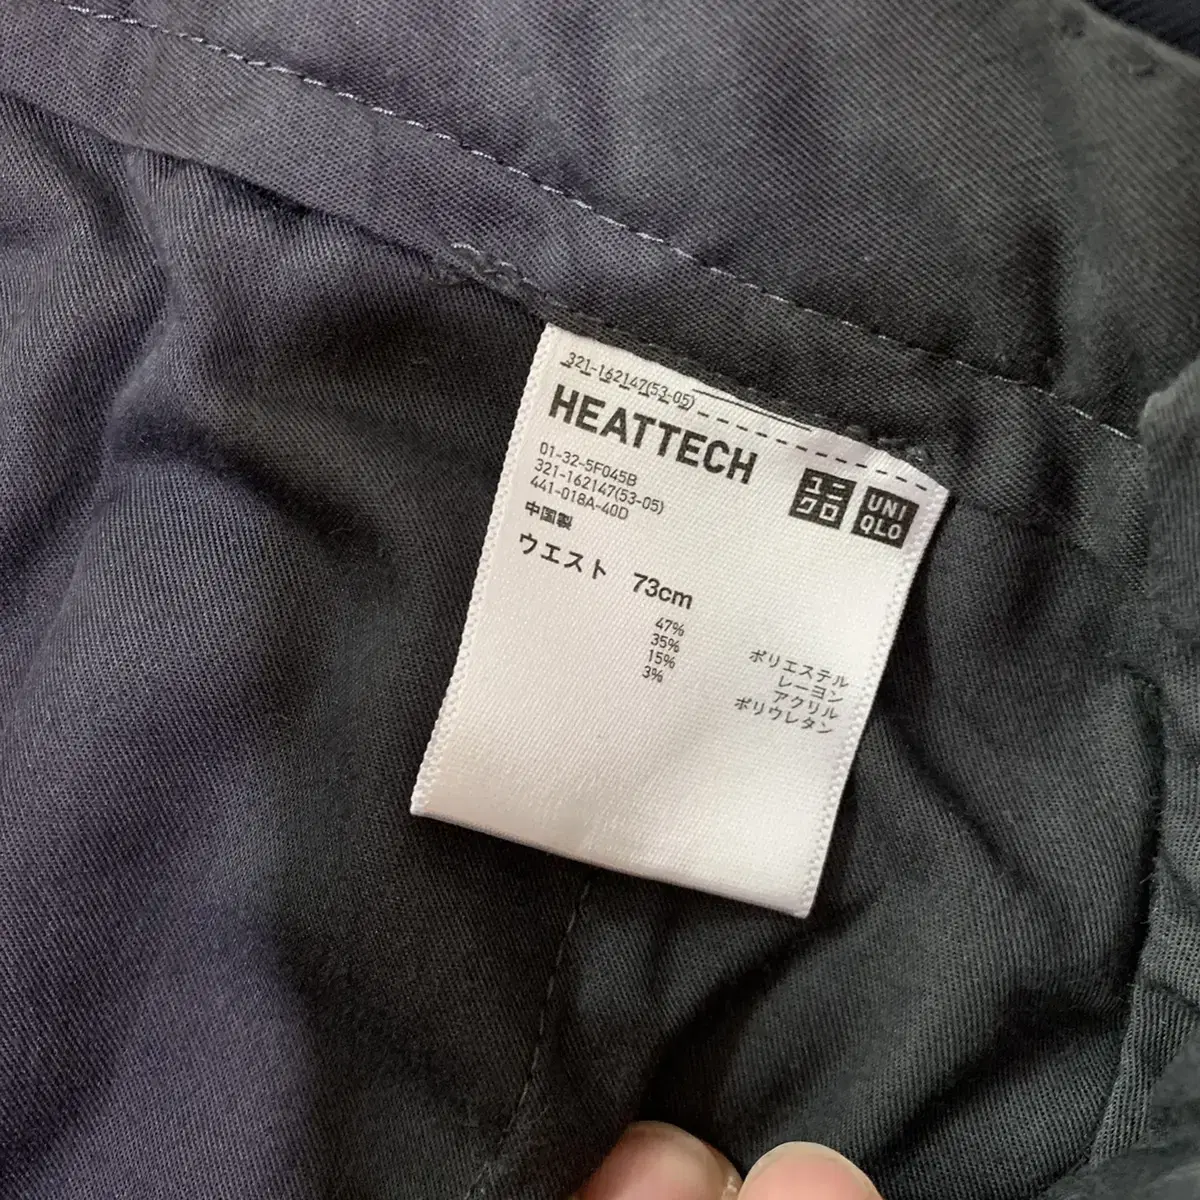 321-162147(53-05)
HEATTECH
ユニ
クロ
UNI
QLO
01-32-5F045B
321-162147(53-05)
441-018A-40D
中国製
ウエスト 73cm
47% ポリエステル
35% レーヨン
15% アクリル
3% ポリウレタン